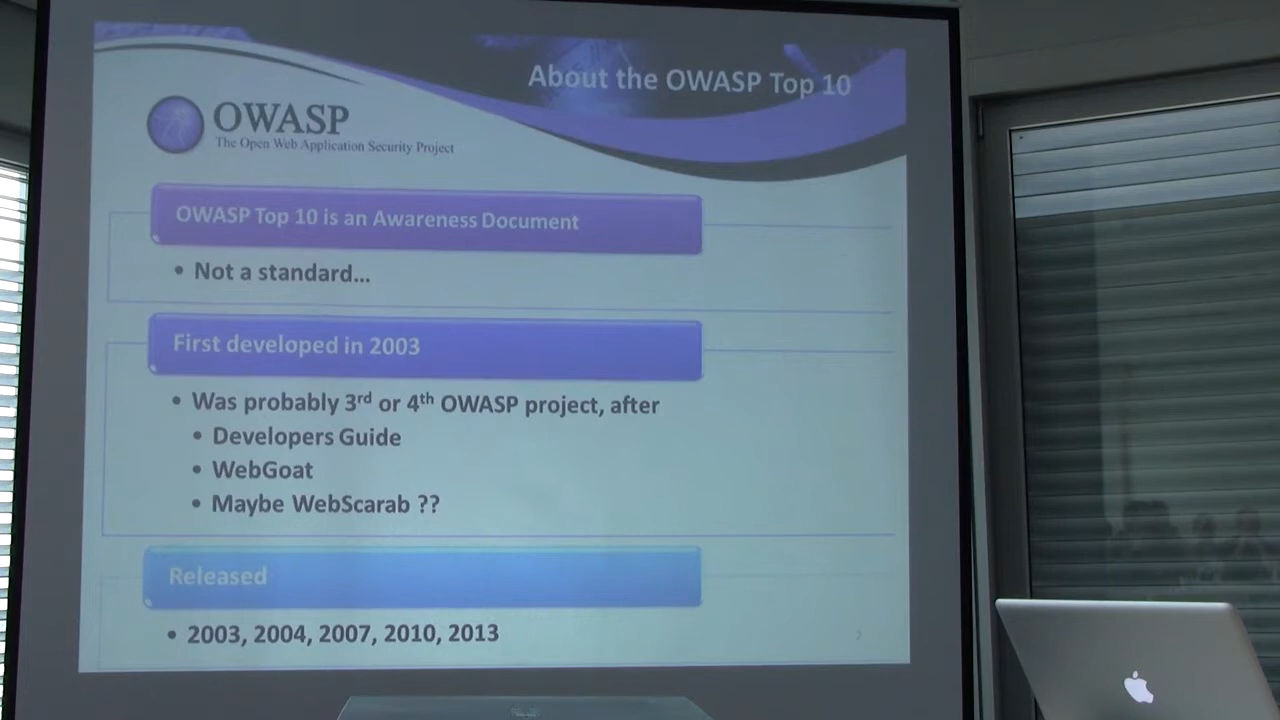 About the OWASP Top 10
OWASP
The Open Web Application Security Project
OWASP Top 10 is an Awareness Document
• Not a standard...
First developed in 2003
• Was probably 3rd or 4th OWASP project, after
• Developers Guide
• WebGoat
• Maybe WebScarab ??
Released
• 2003, 2004, 2007, 2010, 2013